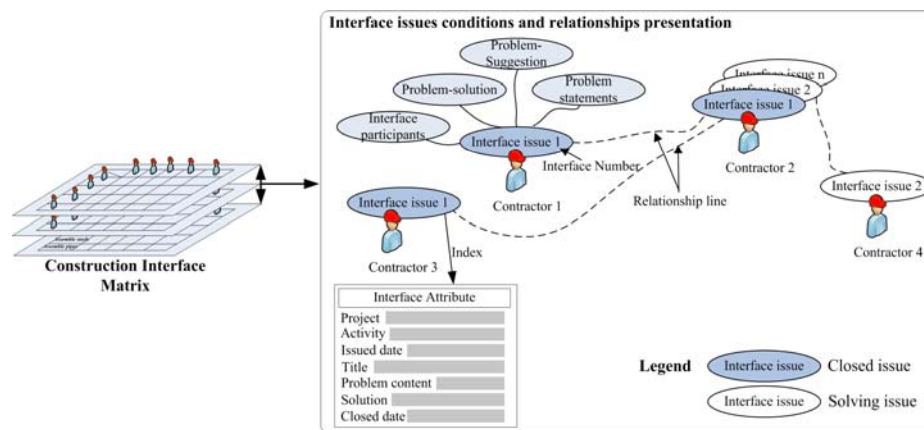 Interface issues conditions and relationships presentation
Problem-
Suggestion
Problem-solution
Problem
statements
Interface
participants
Interface issue 1
Interface Number
Contractor 1
Interface issue n
Interface issue 2
Interface issue 1
Contractor 2
Relationship line
Interface issue 2
Contractor 4
Interface issue 1
Contractor 3
Index
Construction Interface
Matrix
Interface Attribute
Project
Activity
Issued date
Title
Problem content
Solution
Closed date
Legend
Interface issue
Closed issue
Interface issue
Solving issue